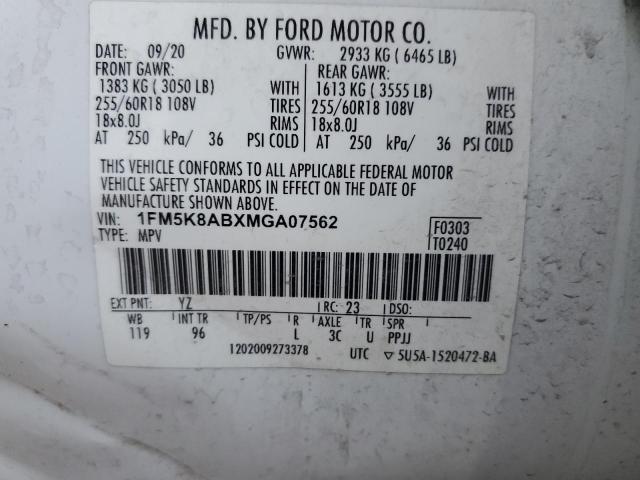 MFD. BY FORD MOTOR CO.
DATE: 09/20 GVWR: 2933 KG ( 6465 LB)
FRONT GAWR: REAR GAWR:
1383 KG ( 3050 LB) WITH 1613 KG ( 3555 LB) WITH
255/60R18 108V TIRES 255/60R18 108V TIRES
18x8.0J RIMS 18x8.0J RIMS
AT 250 kPa/ 36 PSI COLD AT 250 kPa/ 36 PSI COLD
THIS VEHICLE CONFORMS TO ALL APPLICABLE FEDERAL MOTOR
VEHICLE SAFETY STANDARDS IN EFFECT ON THE DATE OF
MANUFACTURE SHOWN ABOVE.
VIN: 1FM5K8ABXMGA07562 F0303
TYPE: MPV T0240
EXT PNT: YZ RC: 23 DSO:
WB INT TR TP/PS R AXLE TR SPR
119 96 L 3C U PPJJ
1202009273378 UTC ▽ 5U5A-1520472-BA